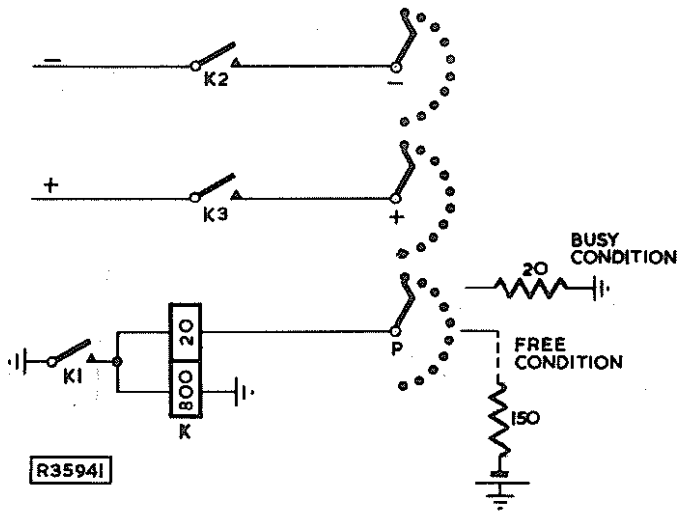 −
K2
−
+
K3
+
BUSY
CONDITION
20
20
P
FREE
CONDITION
K1
800
K
150
R35941